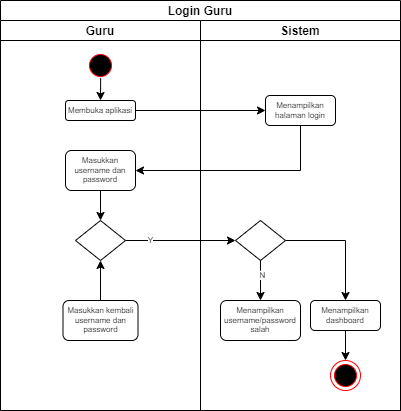 Login Guru
Guru
Sistem
Membuka aplikasi
Menampilkan
halaman login
Masukkan
username dan
password
Y
N
Masukkan kembali
username dan
password
Menampilkan
username/password
salah
Menampilkan
dashboard